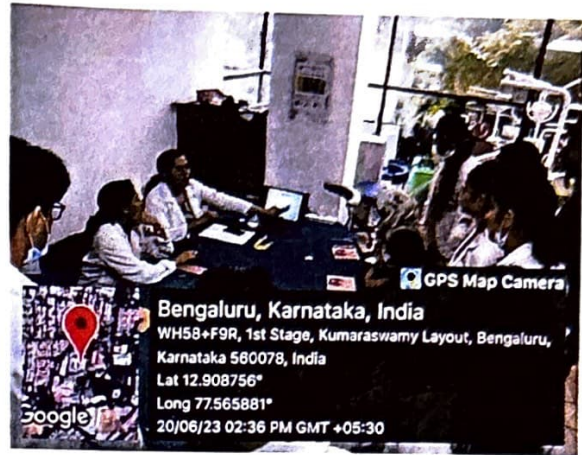 GPS Map Camera
Bengaluru, Karnataka, India
WH58+F9R, 1st Stage, Kumaraswamy Layout, Bengaluru,
Karnataka 560078, India
Lat 12.908756°
Long 77.565881°
20/06/23 02:36 PM GMT +05:30
Google